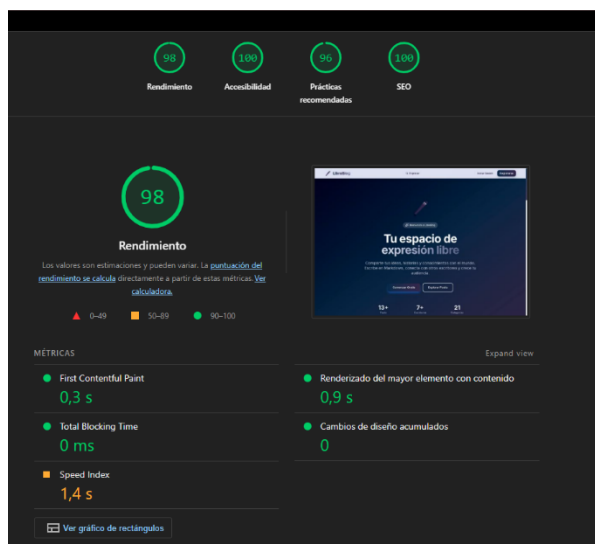 98
100
96
100
Rendimiento
Accesibilidad
Prácticas
recomendadas
SEO
98
Rendimiento
Los valores son estimaciones y pueden variar. La puntuación del
rendimiento se calcula directamente a partir de estas métricas. Ver
calculadora.
0–49
50–89
90–100
Tu espacio de
expresión libre
13+
7+
21
MÉTRICAS
Expand view
First Contentful Paint
0,3 s
Renderizado del mayor elemento con contenido
0,9 s
Total Blocking Time
0 ms
Cambios de diseño acumulados
0
Speed Index
1,4 s
Ver gráfico de rectángulos